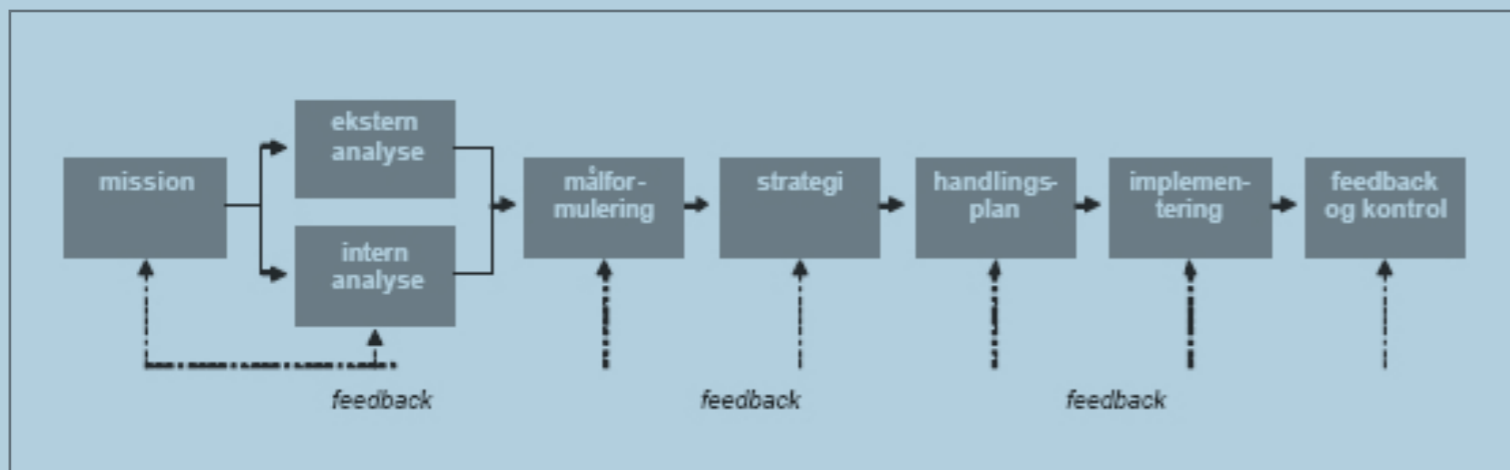 mission
ekstern
analyse
intern
analyse
målfor-
mulering
strategi
handlings-
plan
implemen-
tering
feedback
og kontrol
feedback
feedback
feedback